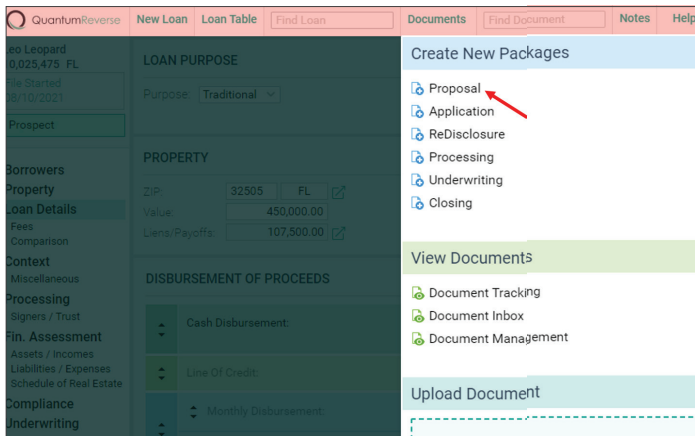 QuantumReverse New Loan Loan Table Find Loan Documents Find Document Notes Help
eo Leopard
0,025,475 FL
File Started
08/10/2021
Prospect
Borrowers
Property
Loan Details
Fees
Comparison
Context
Miscellaneous
Processing
Signers / Trust
Fin. Assessment
Assets / Incomes
Liabilities / Expenses
Schedule of Real Estate
Compliance
Underwriting
LOAN PURPOSE
Purpose: Traditional
PROPERTY
ZIP: 32505 FL
Value: 450,000.00
Liens/Payoffs: 107,500.00
DISBURSEMENT OF PROCEEDS
Cash Disbursement:
Line Of Credit:
Monthly Disbursement:
Create New Packages
Proposal
Application
ReDisclosure
Processing
Underwriting
Closing
View Documents
Document Tracking
Document Inbox
Document Management
Upload Document